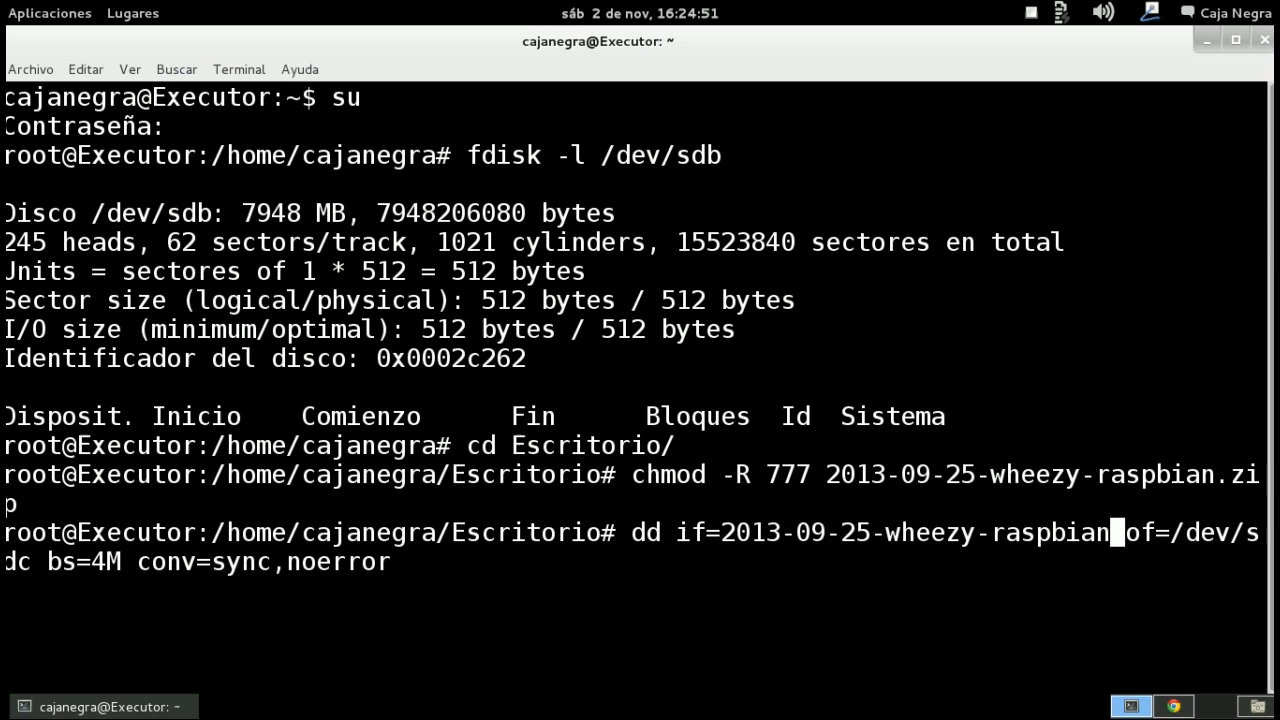 Aplicaciones Lugares sáb 2 de nov, 16:24:51 Caja Negra
cajanegra@Executor: ~
Archivo Editar Ver Buscar Terminal Ayuda
cajanegra@Executor:~$ su
Contraseña:
root@Executor:/home/cajanegra# fdisk -l /dev/sdb
Disco /dev/sdb: 7948 MB, 7948206080 bytes
245 heads, 62 sectors/track, 1021 cylinders, 15523840 sectores en total
Units = sectores of 1 * 512 = 512 bytes
Sector size (logical/physical): 512 bytes / 512 bytes
I/O size (minimum/optimal): 512 bytes / 512 bytes
Identificador del disco: 0x0002c262
Disposit. Inicio Comienzo Fin Bloques Id Sistema
root@Executor:/home/cajanegra# cd Escritorio/
root@Executor:/home/cajanegra/Escritorio# chmod -R 777 2013-09-25-wheezy-raspbian.zi
p
root@Executor:/home/cajanegra/Escritorio# dd if=2013-09-25-wheezy-raspbian of=/dev/s
dc bs=4M conv=sync,noerror
cajanegra@Executor: ~